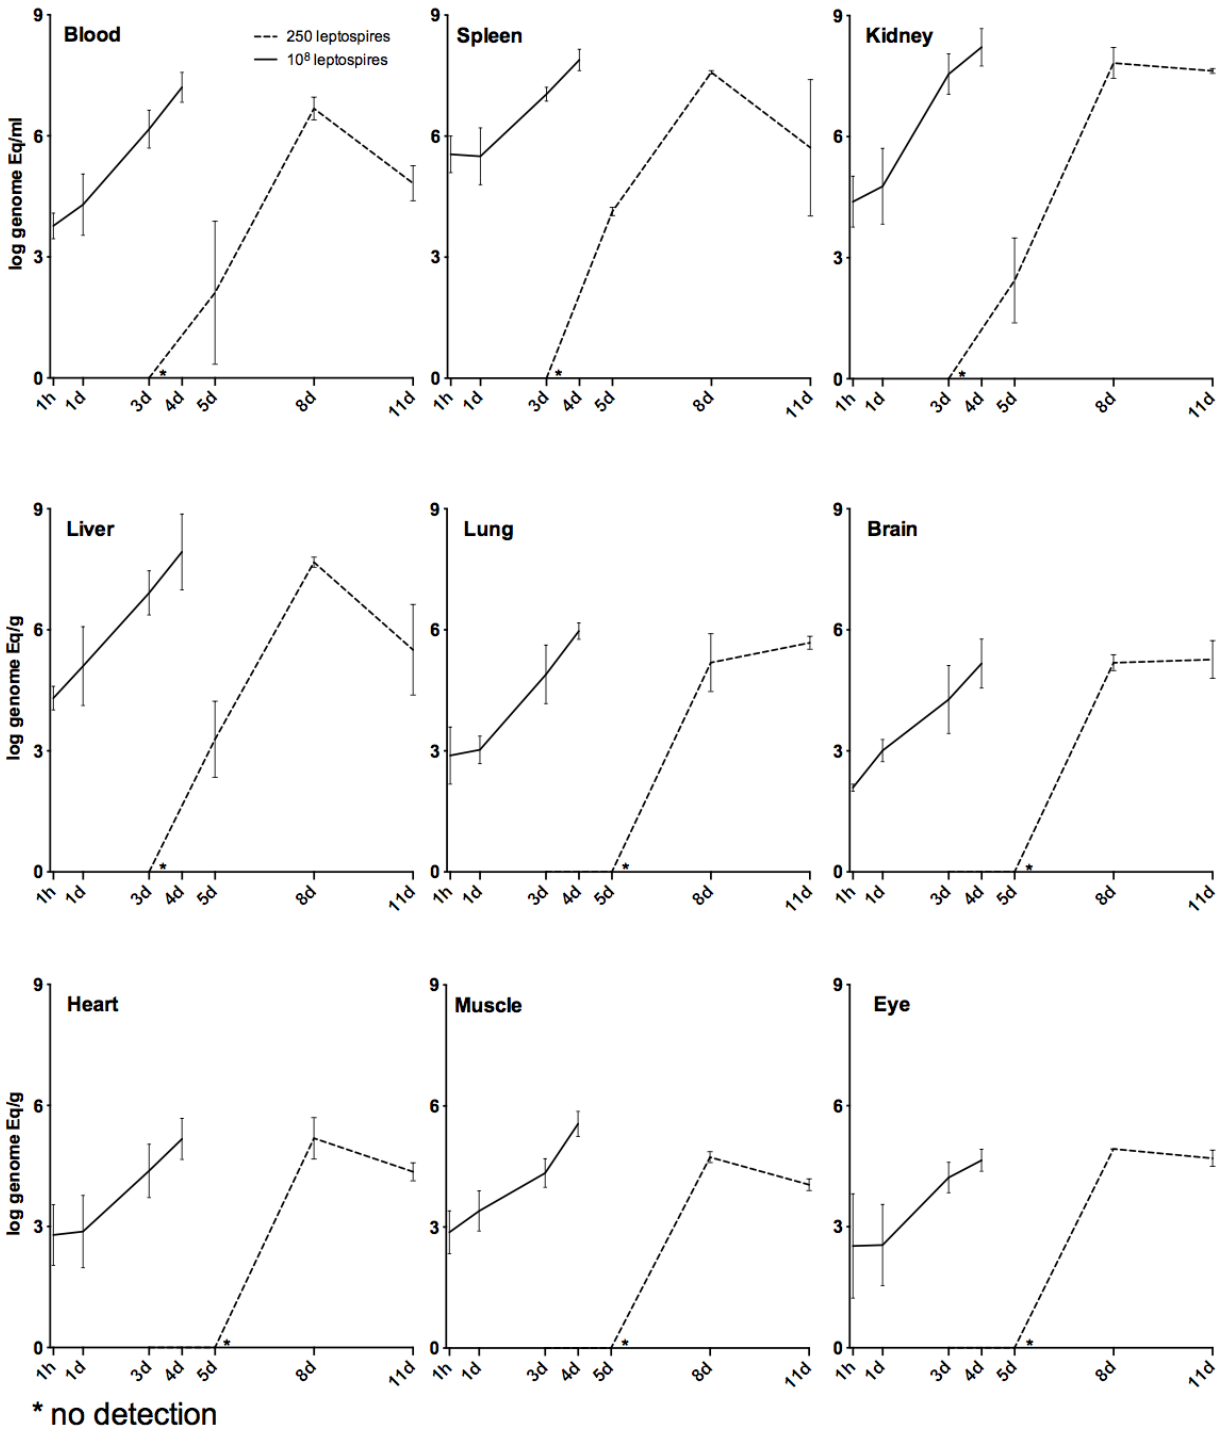 Blood
250 leptospires
10⁸ leptospires
log genome Eq/ml
9
6
3
0
1h
1d
3d
*
4d
5d
8d
11d
Spleen
9
6
3
0
1h
1d
3d
*
4d
5d
8d
11d
Kidney
9
6
3
0
1h
1d
3d
*
4d
5d
8d
11d
Liver
log genome Eq/g
9
6
3
0
1h
1d
3d
*
4d
5d
8d
11d
Lung
9
6
3
0
1h
1d
3d
4d
5d
*
8d
11d
Brain
9
6
3
0
1h
1d
3d
4d
5d
*
8d
11d
Heart
log genome Eq/g
9
6
3
0
1h
1d
3d
4d
5d
*
8d
11d
Muscle
9
6
3
0
1h
1d
3d
4d
5d
*
8d
11d
Eye
9
6
3
0
1h
1d
3d
4d
5d
*
8d
11d
* no detection